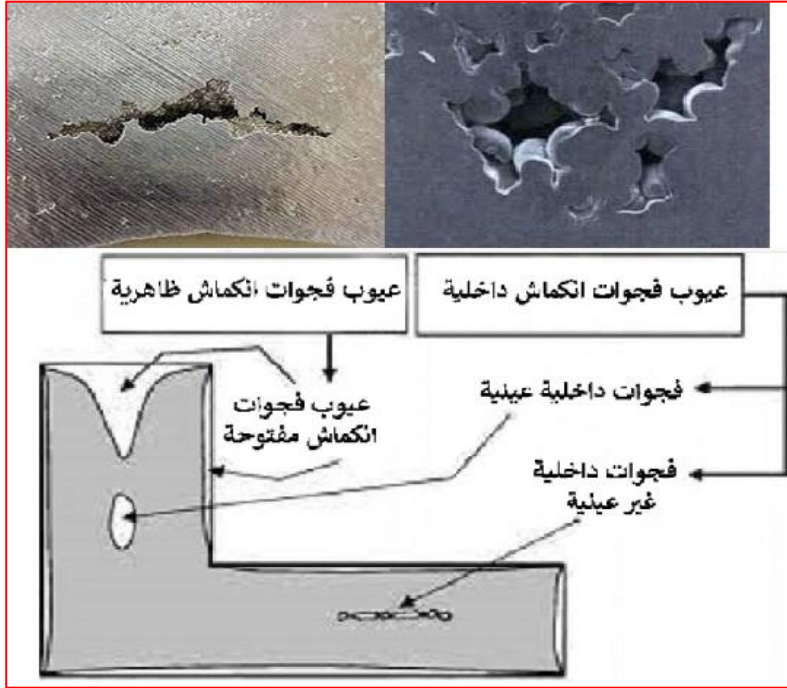 عيوب فجوات انكماش داخلية
عيوب فجوات انكماش ظاهرية
فجوات داخلية عينية
عيوب فجوات
انكماش مفتوحة
فجوات داخلية
غير عينية